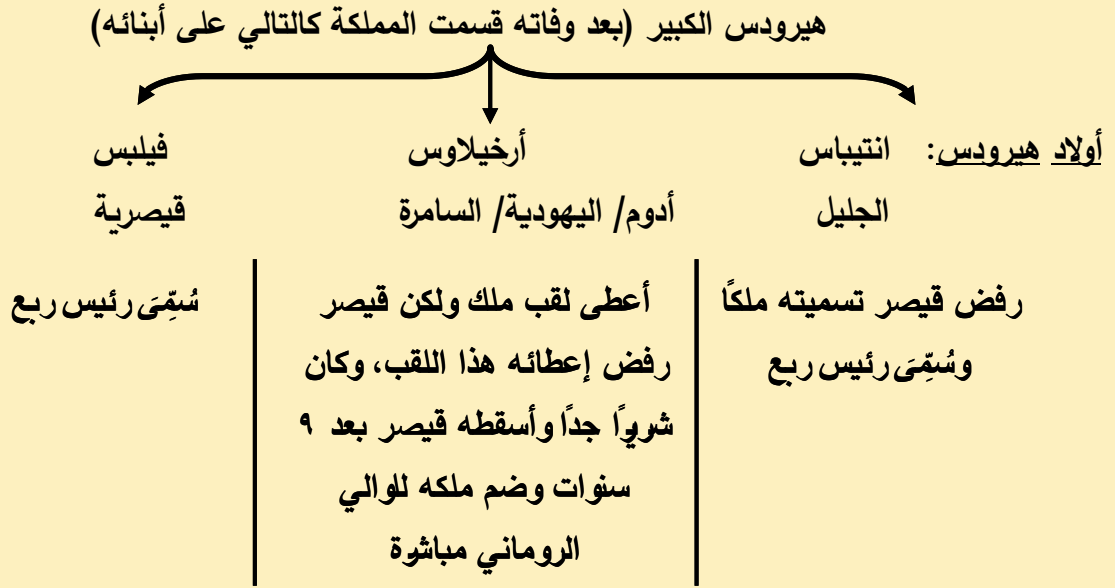 هيرودس الكبير (بعد وفاته قسمت المملكة كالتالي على أبنائه)
أولاد هيرودس: انتيباس أرخيلاوس فيلبس
الجليل أدوم/ اليهودية/ السامرة قيصرية
رفض قيصر تسميته ملكًا
وسُمِّىَ رئيس ربع
أعطى لقب ملك ولكن قيصر
رفض إعطائه هذا اللقب، وكان
شريرًا جدًا وأسقطه قيصر بعد ٩
سنوات وضم ملكه للوالي
الروماني مباشرة
سُمِّىَ رئيس ربع